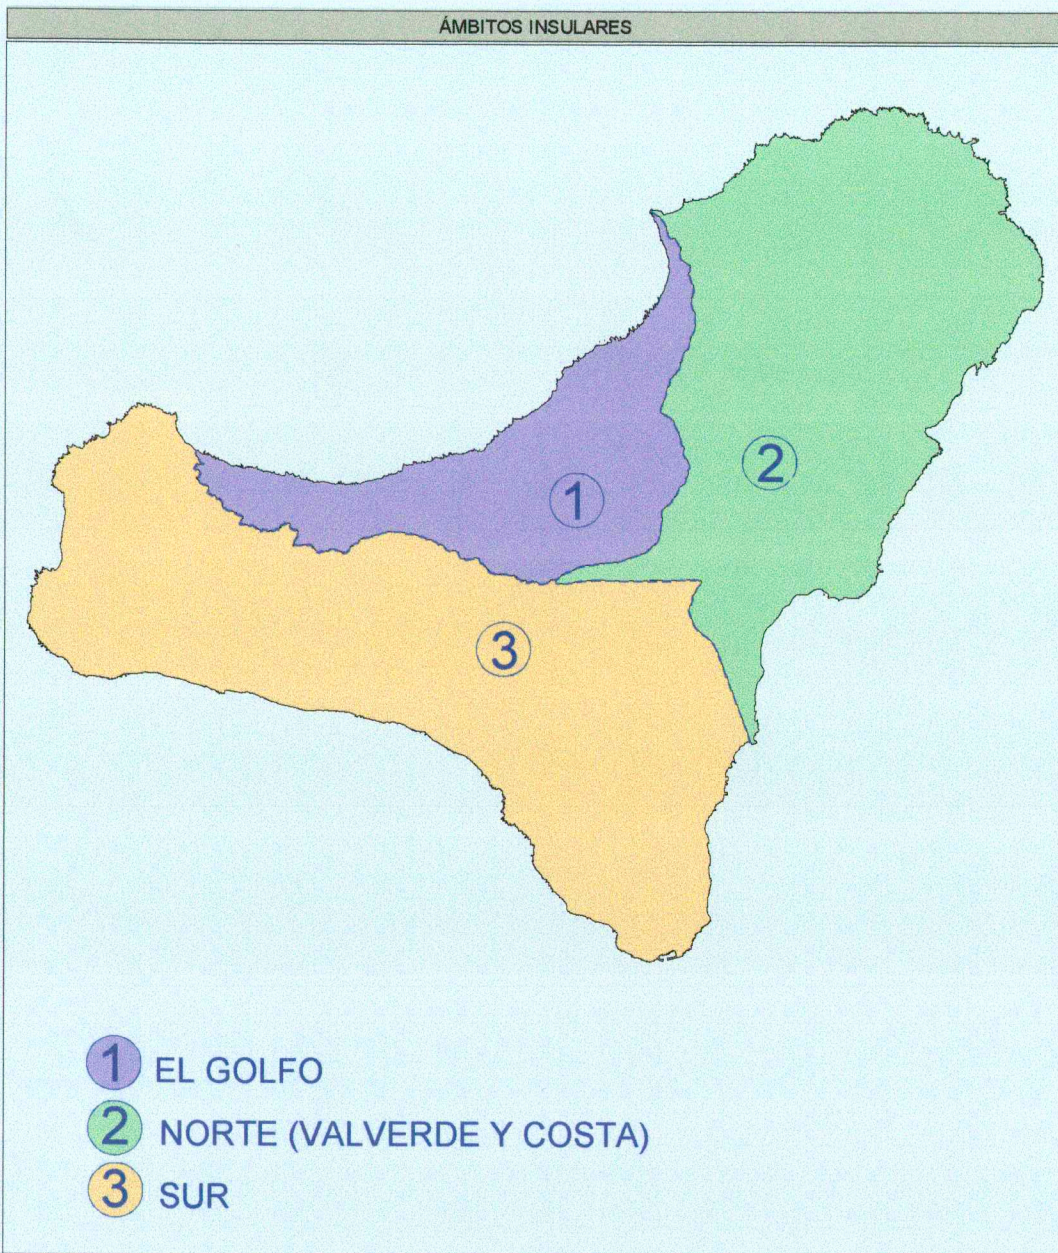 ÁMBITOS INSULARES
1
2
3
1 EL GOLFO
2 NORTE (VALVERDE Y COSTA)
3 SUR